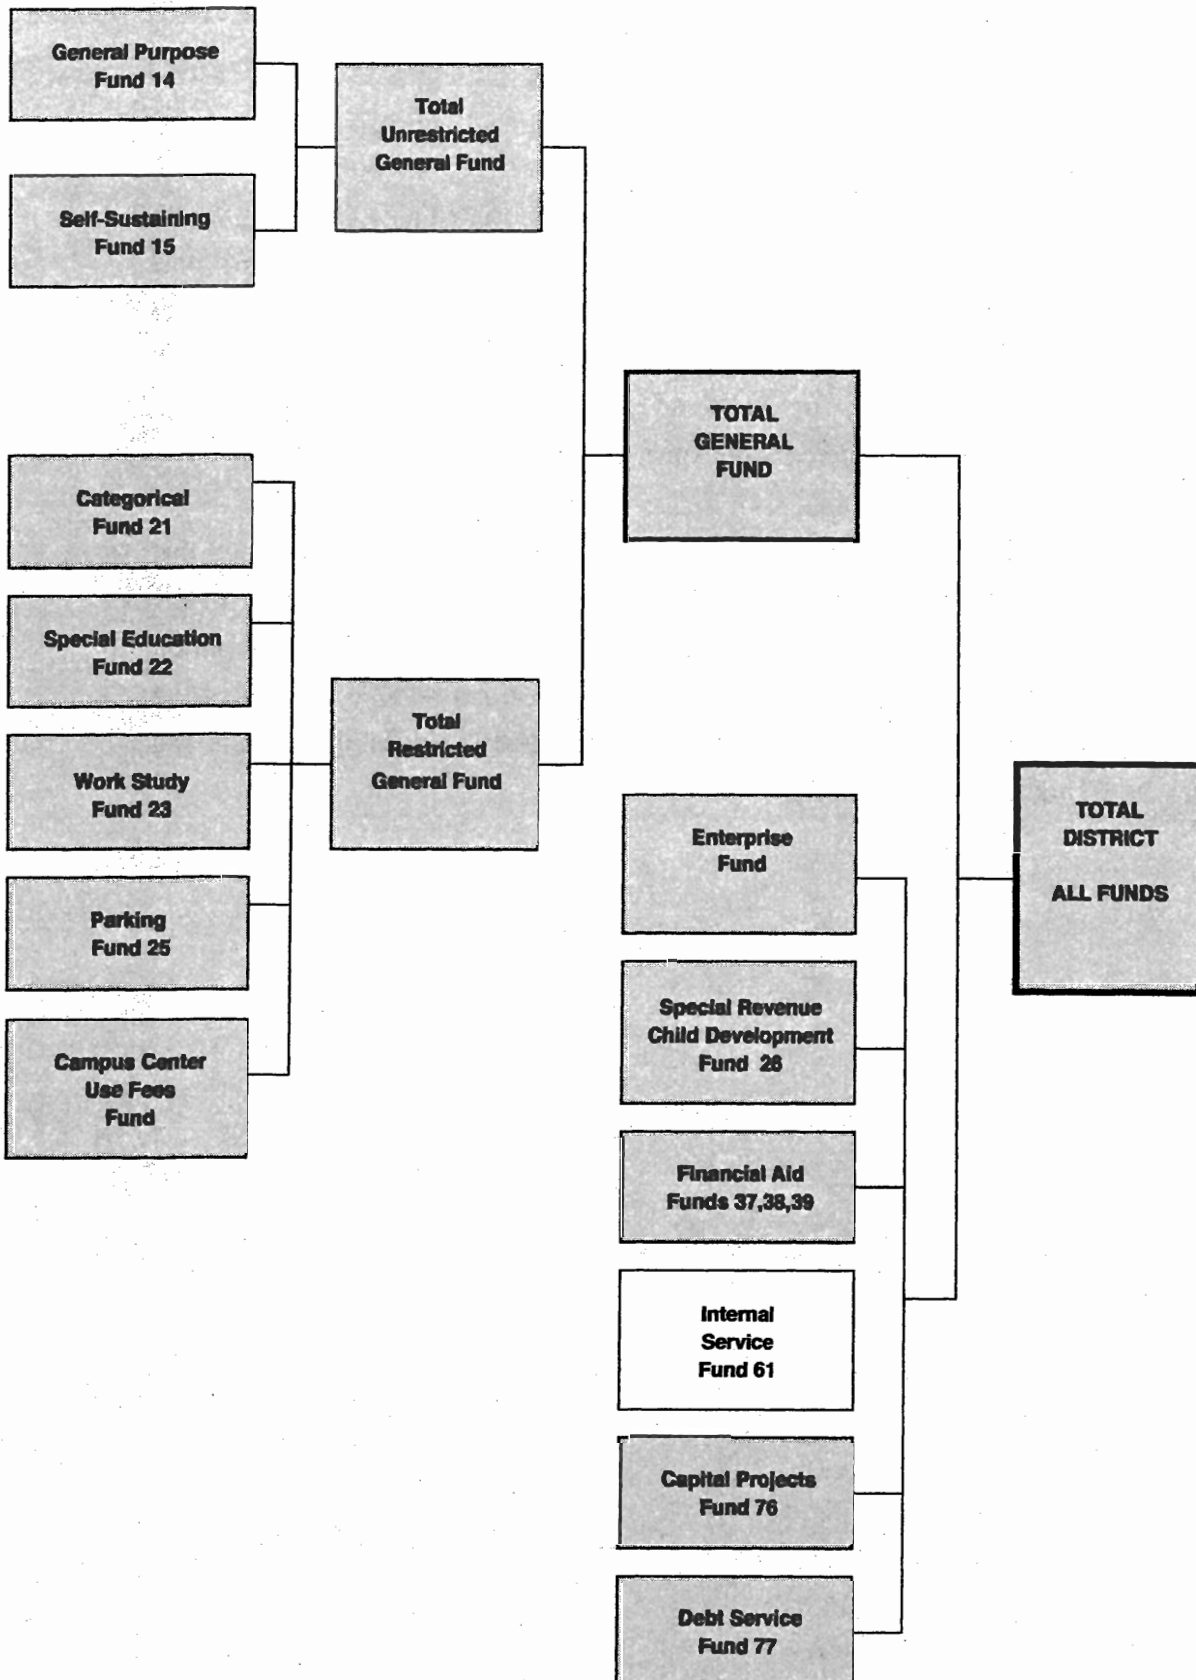 General Purpose
Fund 14
Self-Sustaining
Fund 15
Total
Unrestricted
General Fund
Categorical
Fund 21
Special Education
Fund 22
Work Study
Fund 23
Parking
Fund 25
Campus Center
Use Fees
Fund
Total
Restricted
General Fund
TOTAL
GENERAL
FUND
Enterprise
Fund
Special Revenue
Child Development
Fund 26
Financial Aid
Funds 37,38,39
Internal
Service
Fund 61
Capital Projects
Fund 76
Debt Service
Fund 77
TOTAL
DISTRICT
ALL FUNDS